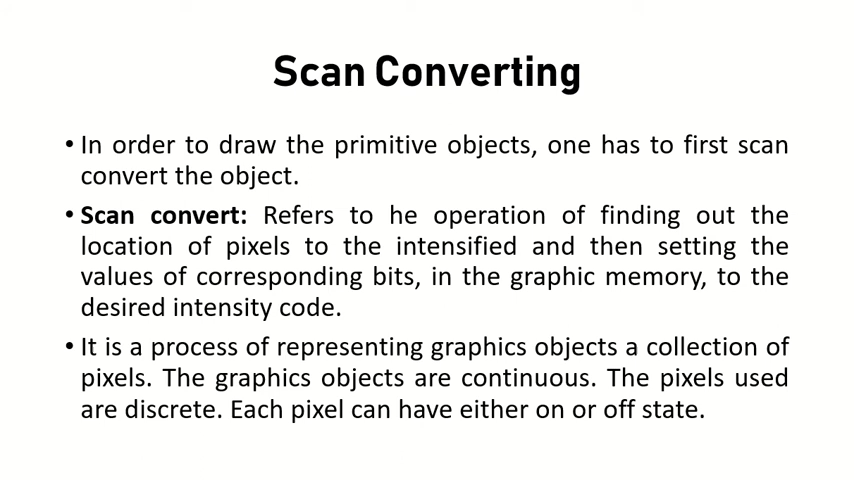 Scan Converting
• In order to draw the primitive objects, one has to first scan
convert the object.
• Scan convert: Refers to he operation of finding out the
location of pixels to the intensified and then setting the
values of corresponding bits, in the graphic memory, to the
desired intensity code.
• It is a process of representing graphics objects a collection of
pixels. The graphics objects are continuous. The pixels used
are discrete. Each pixel can have either on or off state.